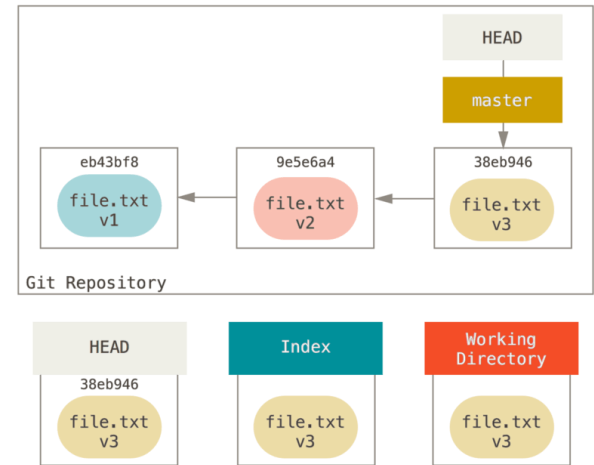 HEAD
master
eb43bf8
9e5e6a4
38eb946
file.txt
v1
file.txt
v2
file.txt
v3
Git Repository
HEAD
Index
Working
Directory
38eb946
file.txt
v3
file.txt
v3
file.txt
v3